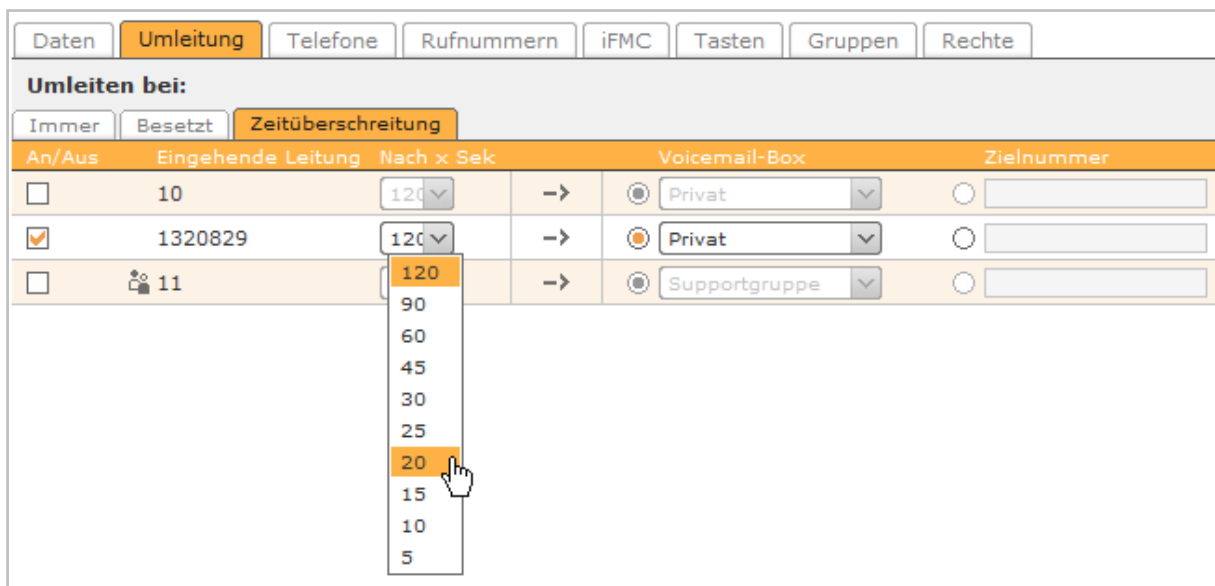 Daten Umleitung Telefone Rufnummern iFMC Tasten Gruppen Rechte
Umleiten bei:
Immer Besetzt Zeitüberschreitung
An/Aus Eingehende Leitung Nach x Sek Voicemail-Box Zielnummer
10 120 -> Privat
1320829 120 -> Privat
11 -> Supportgruppe
120
90
60
45
30
25
20
15
10
5